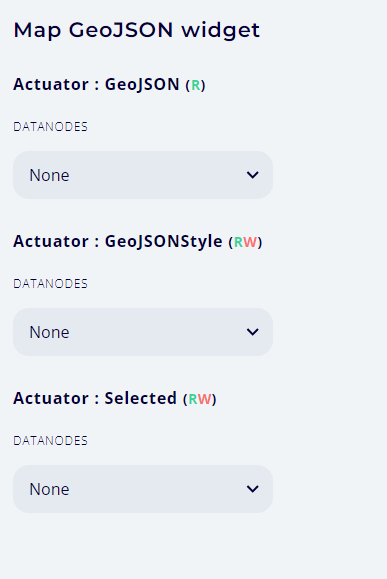 Map GeoJSON widget
Actuator : GeoJSON (R)
DATANODES
None
Actuator : GeoJSONStyle (RW)
DATANODES
None
Actuator : Selected (RW)
DATANODES
None